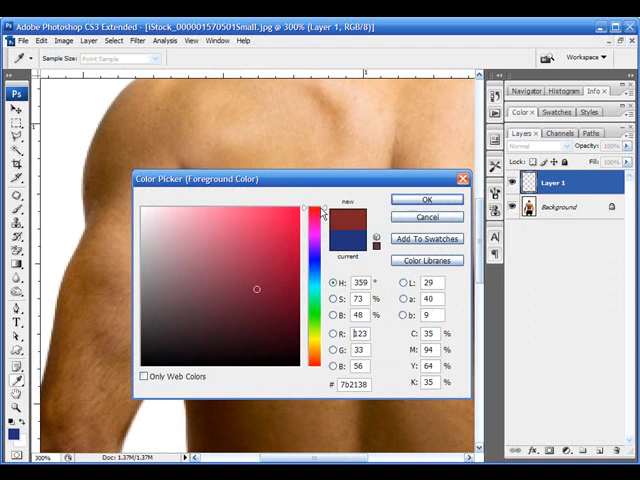 Adobe Photoshop CS3 Extended - [iStock_000001570501Small.jpg @ 300% (Layer 1, RGB/8)]
File Edit Image Layer Select Filter Analysis View Window Help
Sample Size: Point Sample
Workspace
1
Ps
Navigator Histogram Info
Color Swatches Styles
Layers Channels Paths
Normal Opacity: 100%
Lock: Fill: 100%
Layer 1
Background
Color Picker (Foreground Color)
new
current
OK
Cancel
Add To Swatches
Color Libraries
H: 359 ° L: 29
S: 73 % a: 40
B: 48 % b: 9
R: 123 C: 35 %
G: 33 M: 94 %
B: 56 Y: 64 %
# 7b2138 K: 35 %
Only Web Colors
300% Doc: 1.37M/1.37M